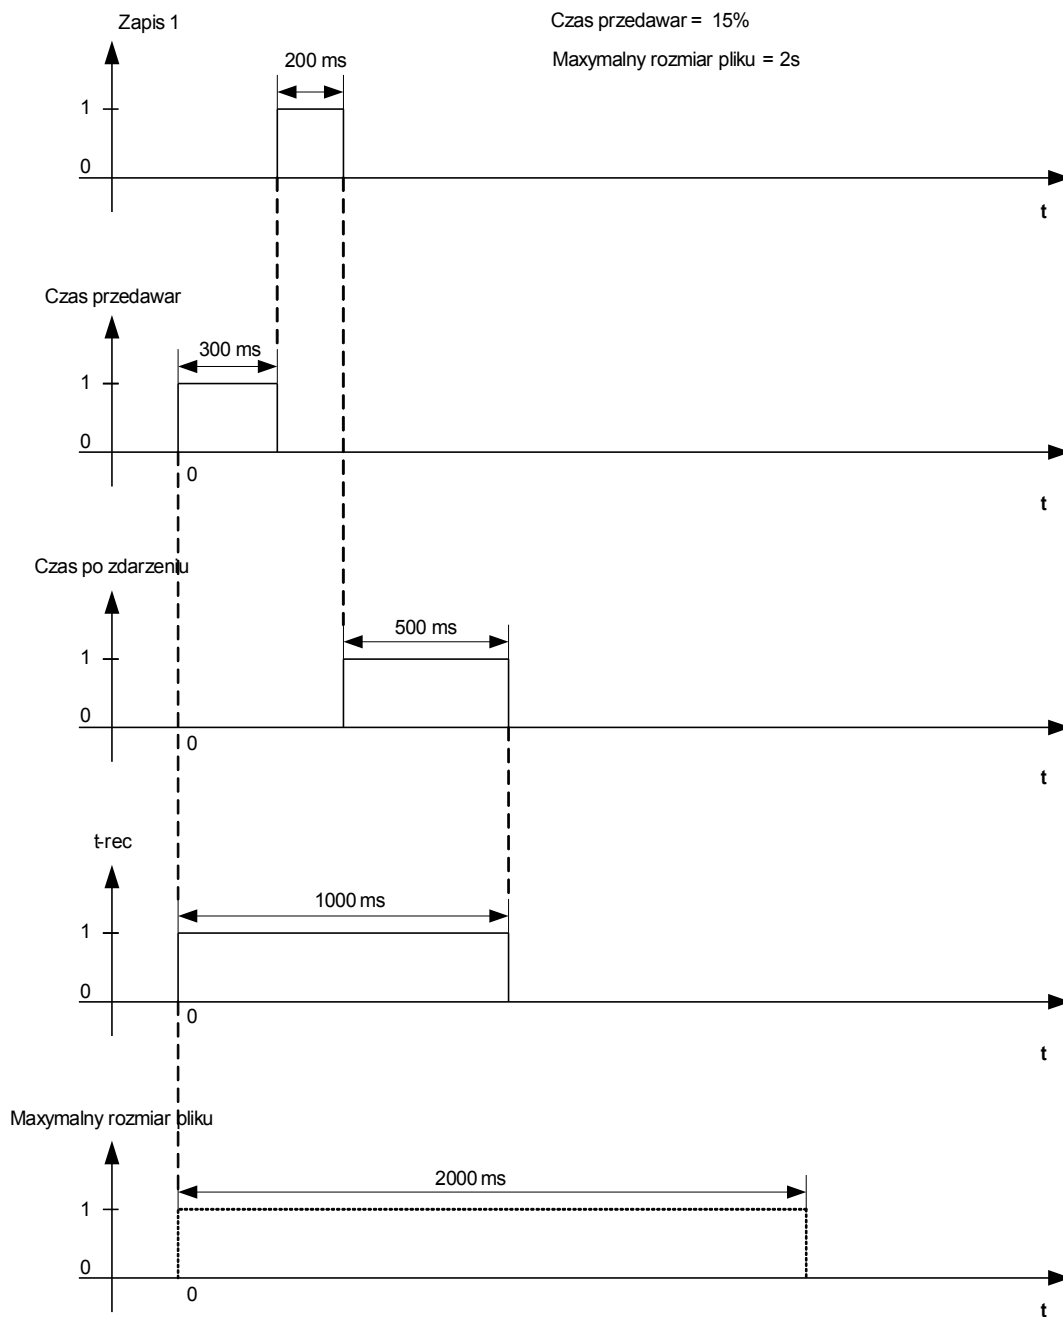 Zapis 1
Czas przedawar = 15%
Maxymalny rozmiar pliku = 2s
200 ms
1
0
t
Czas przedawar
300 ms
1
0
0
t
Czas po zdarzeniu
500 ms
1
0
0
t
t-rec
1000 ms
1
0
0
t
Maxymalny rozmiar pliku
2000 ms
1
0
0
t